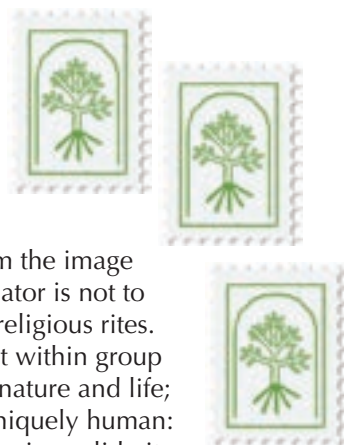 the image
ator is not to
religious rites.
t within group
nature and life;
niquely human: